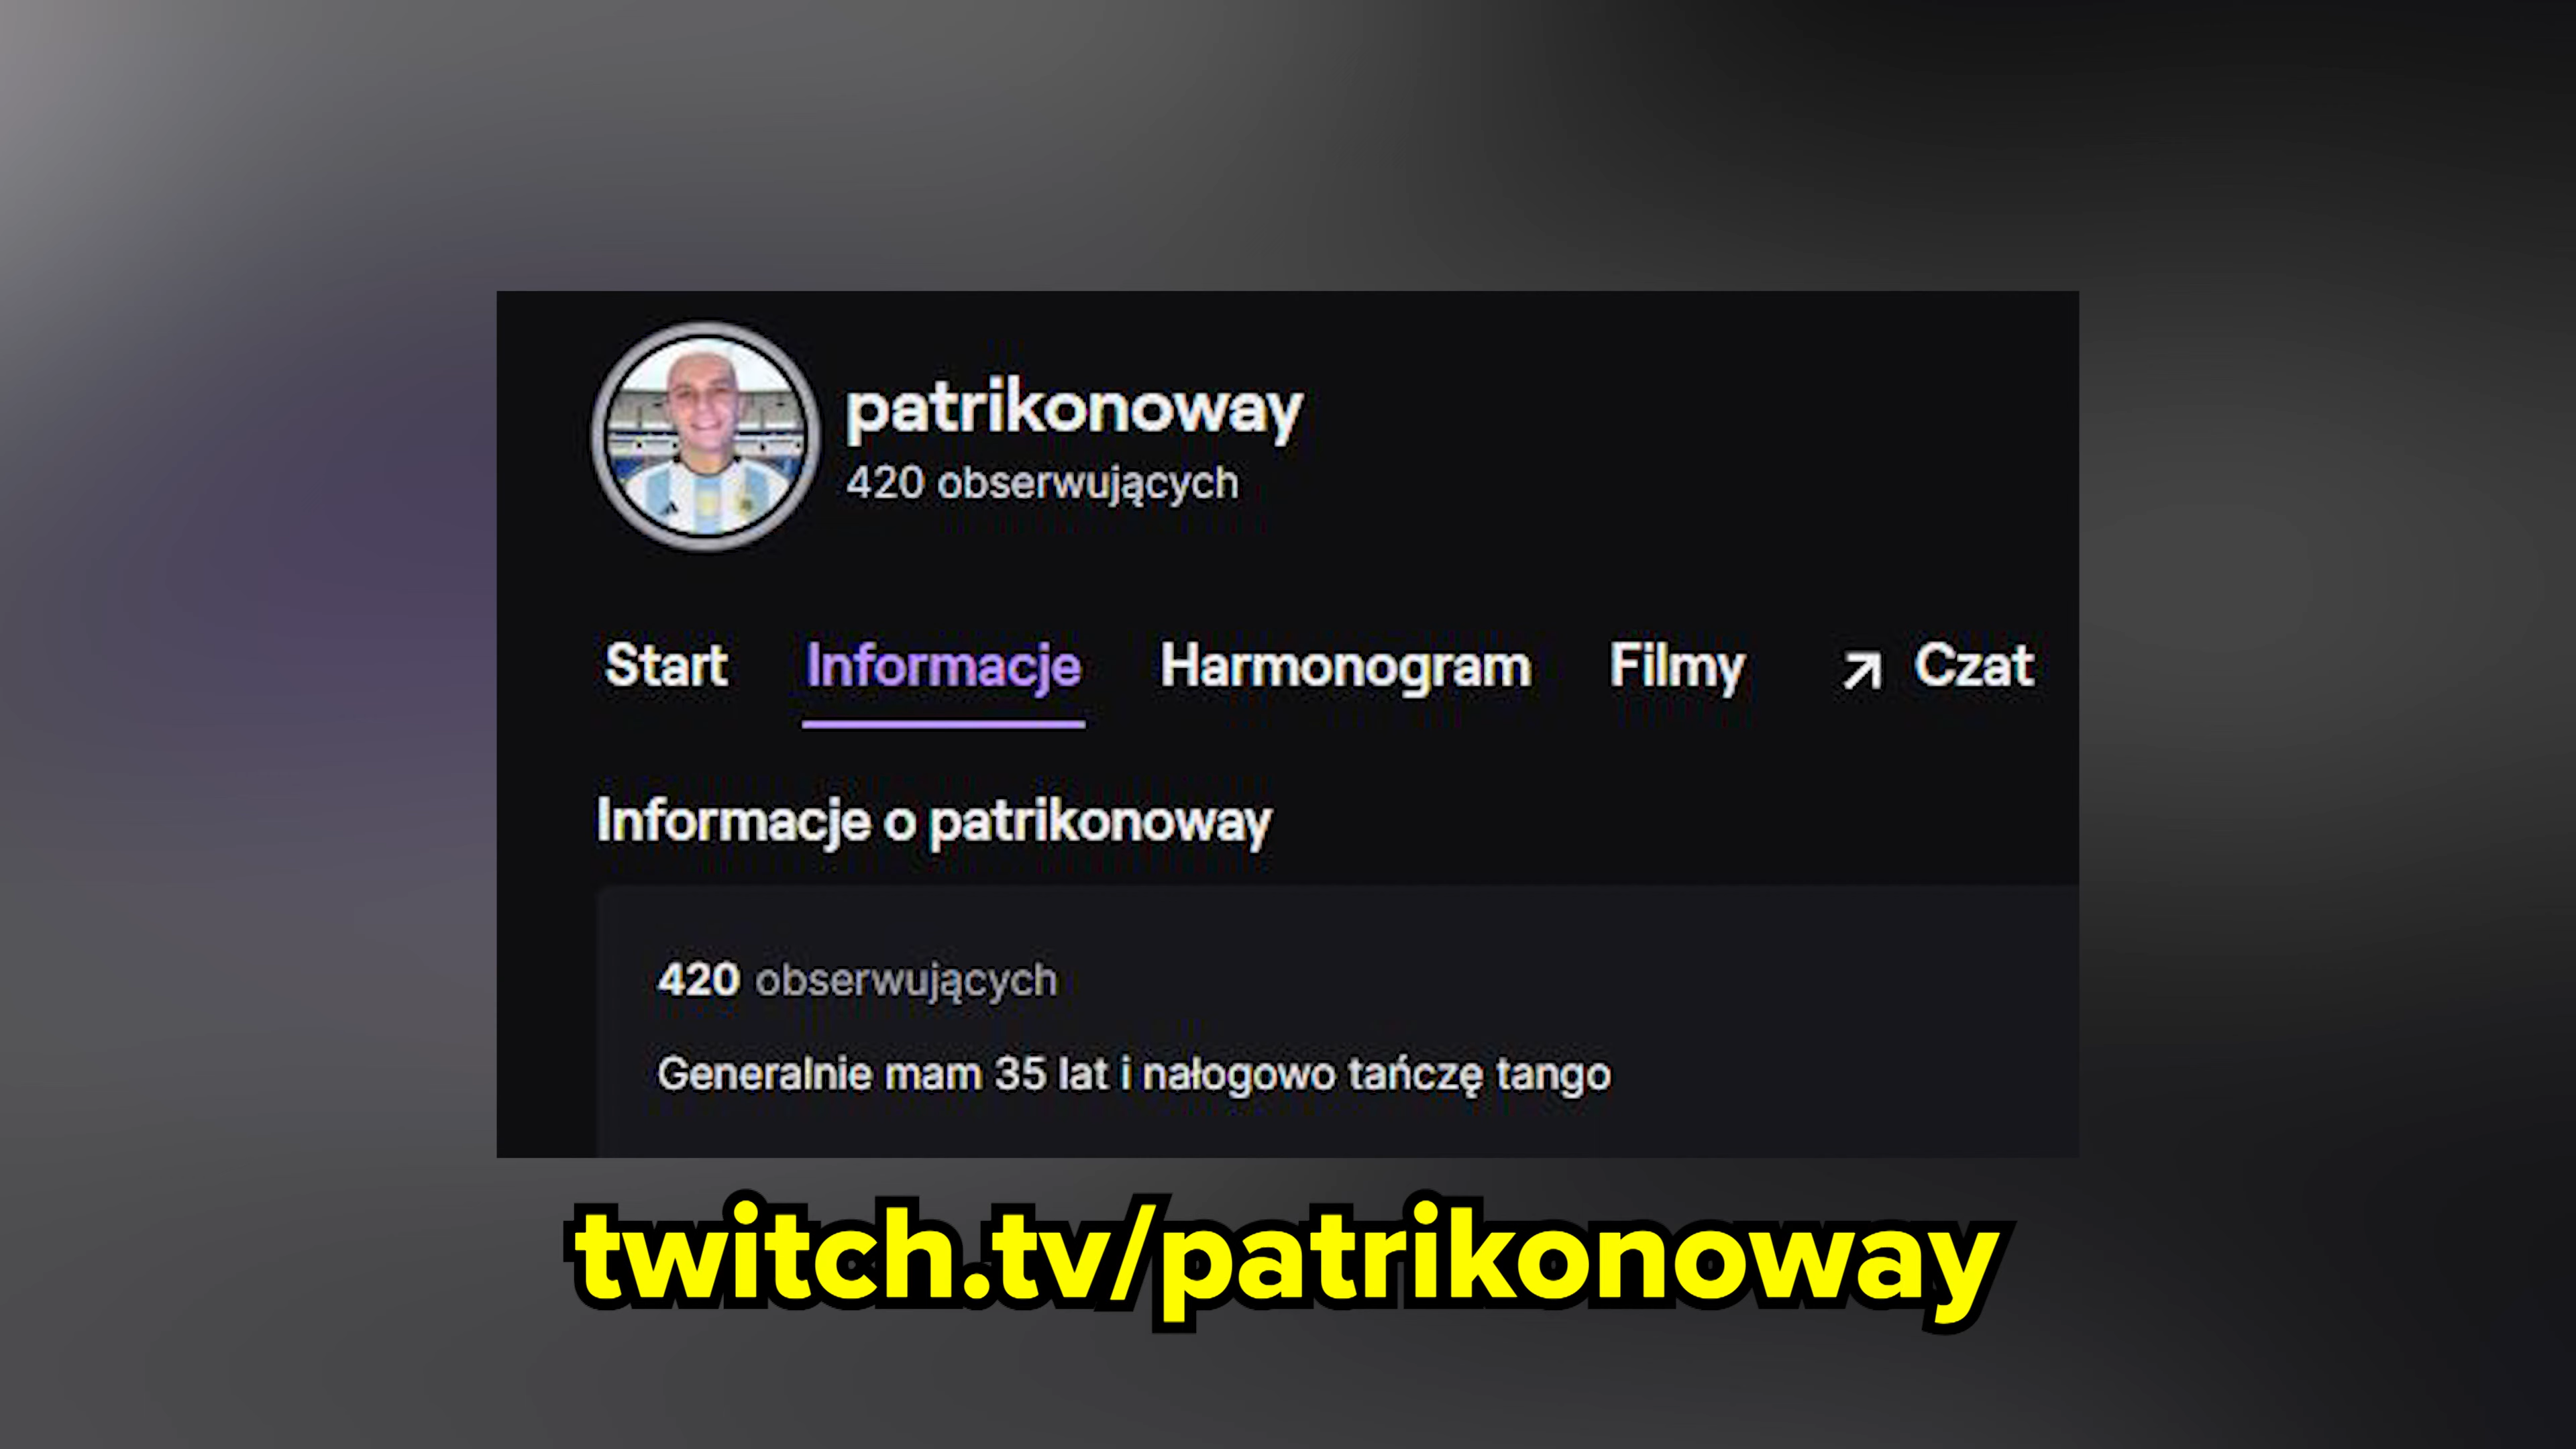 patrikonoway
420 obserwujących
Start Informacje Harmonogram Filmy Czat
Informacje o patrikonoway
420 obserwujących
Generalnie mam 35 lat i nałogowo tańczę tango
twitch.tv/patrikonoway